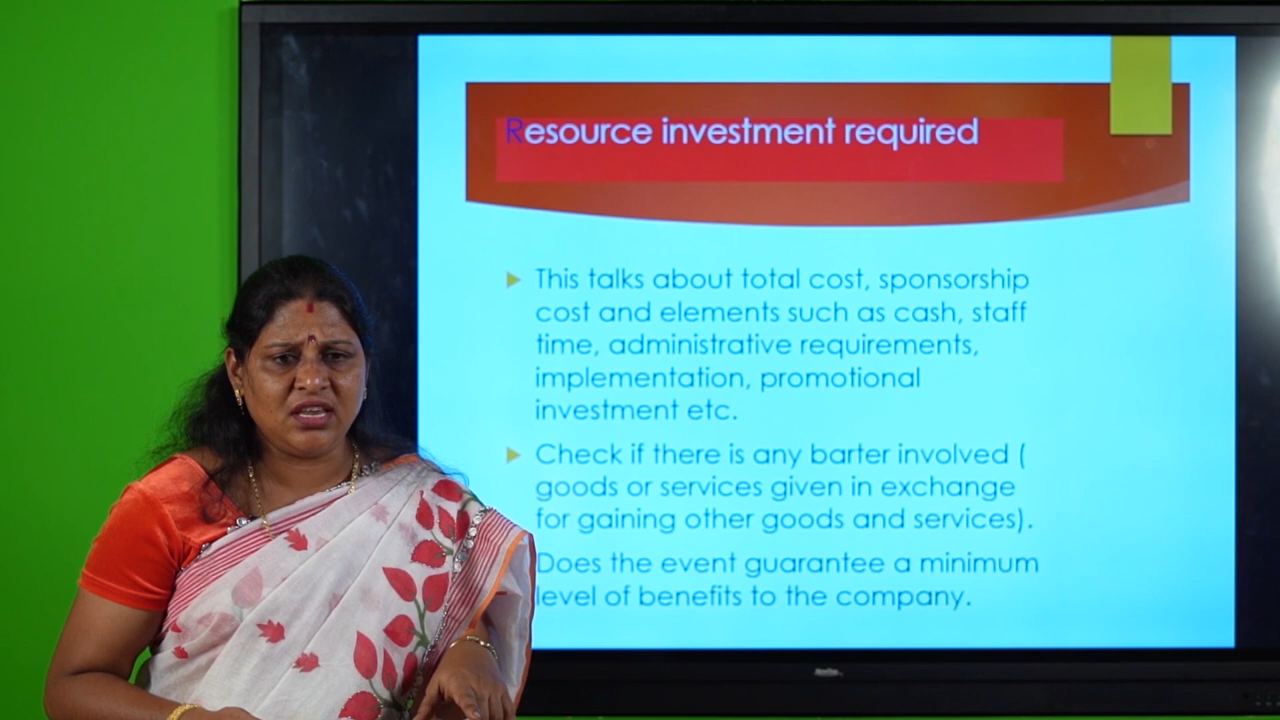 Resource investment required
This talks about total cost, sponsorship
cost and elements such as cash, staff
time, administrative requirements,
implementation, promotional
investment etc.
Check if there is any barter involved (
goods or services given in exchange
for gaining other goods and services).
Does the event guarantee a minimum
level of benefits to the company.